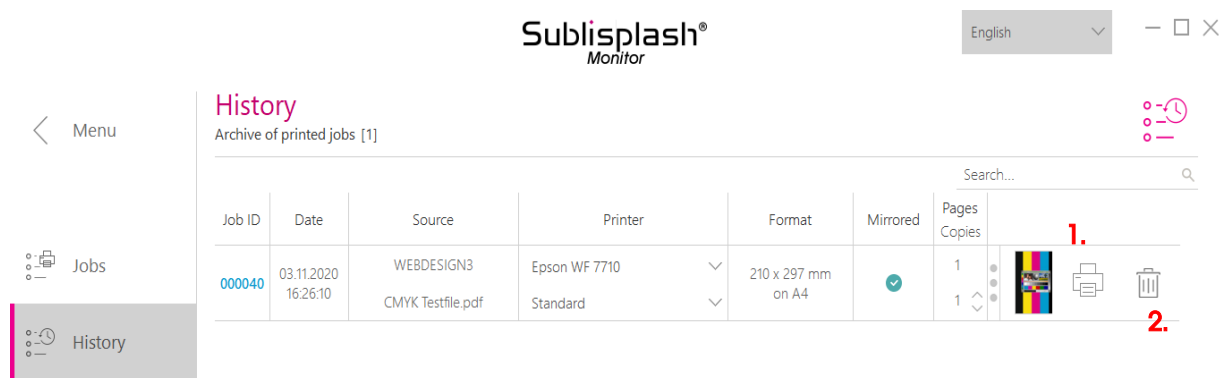 Sublisplash®
Monitor
English
Menu
History
Archive of printed jobs [1]
Search...
Job ID
Date
Source
Printer
Format
Mirrored
Pages
Copies
1.
Jobs
000040
03.11.2020
16:26:10
WEBDESIGN3
CMYK Testfile.pdf
Epson WF 7710
Standard
210 x 297 mm
on A4
1
1
2.
History